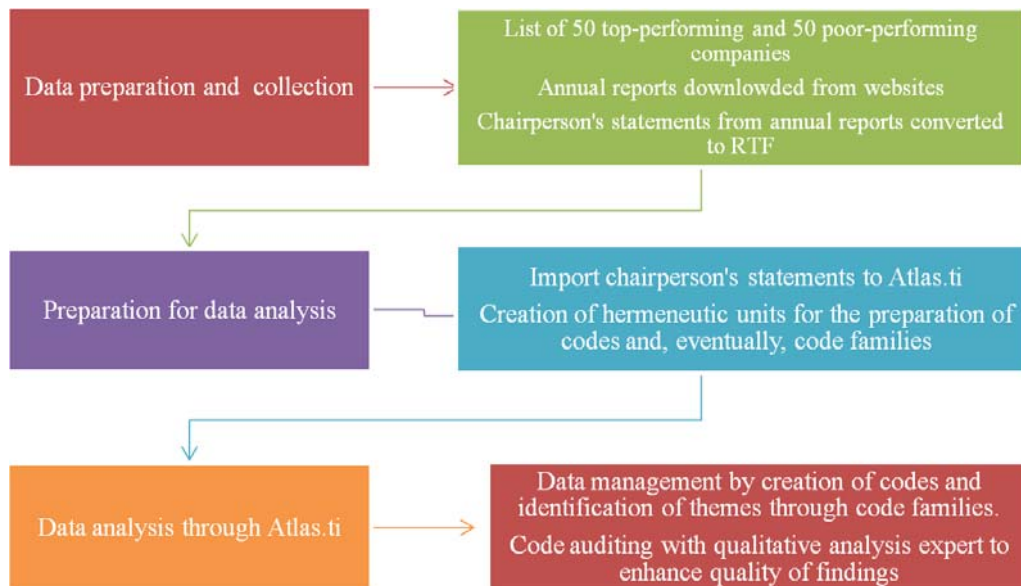 Data preparation and collection
List of 50 top-performing and 50 poor-performing
companies
Annual reports downlowded from websites
Chairperson's statements from annual reports converted
to RTF
Preparation for data analysis
Import chairperson's statements to Atlas.ti
Creation of hermeneutic units for the preparation of
codes and, eventually, code families
Data analysis through Atlas.ti
Data management by creation of codes and
identification of themes through code families.
Code auditing with qualitative analysis expert to
enhance quality of findings